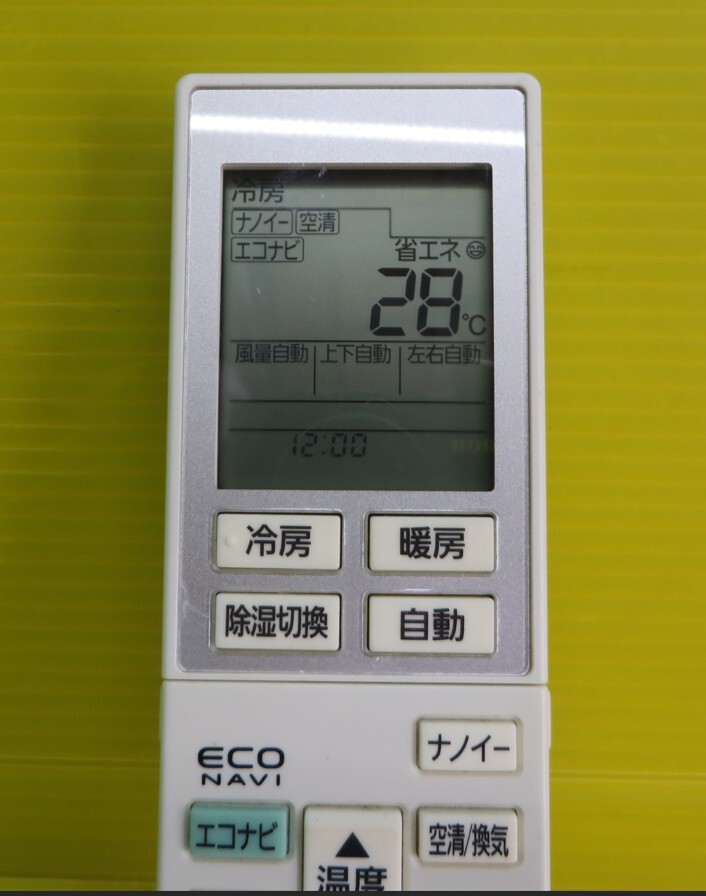 冷房
ナノイー 空清
エコナビ 省エネ
28℃
風量自動 上下自動 左右自動
12:00
冷房 暖房
除湿切換 自動
ナノイー
ECO
NAVI
エコナビ ▲ 空清/換気
温度